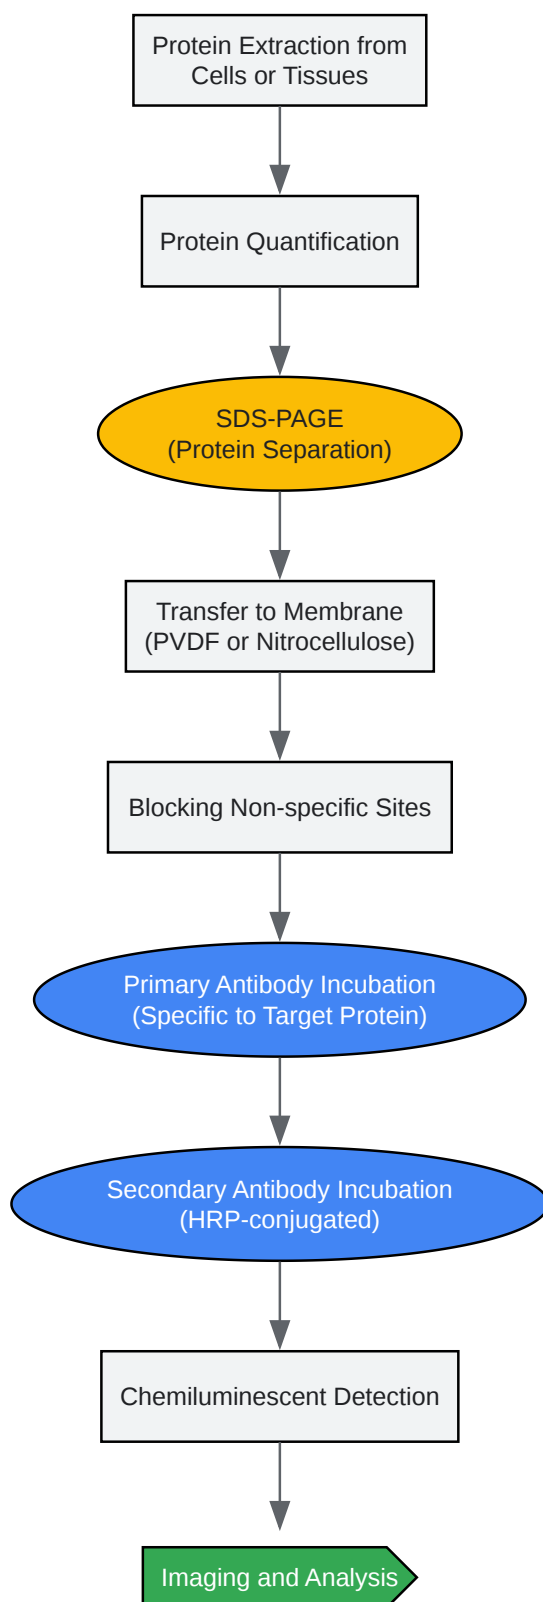 Protein Extraction from
Cells or Tissues
Protein Quantification
SDS-PAGE
(Protein Separation)
Transfer to Membrane
(PVDF or Nitrocellulose)
Blocking Non-specific Sites
Primary Antibody Incubation
(Specific to Target Protein)
Secondary Antibody Incubation
(HRP-conjugated)
Chemiluminescent Detection
Imaging and Analysis